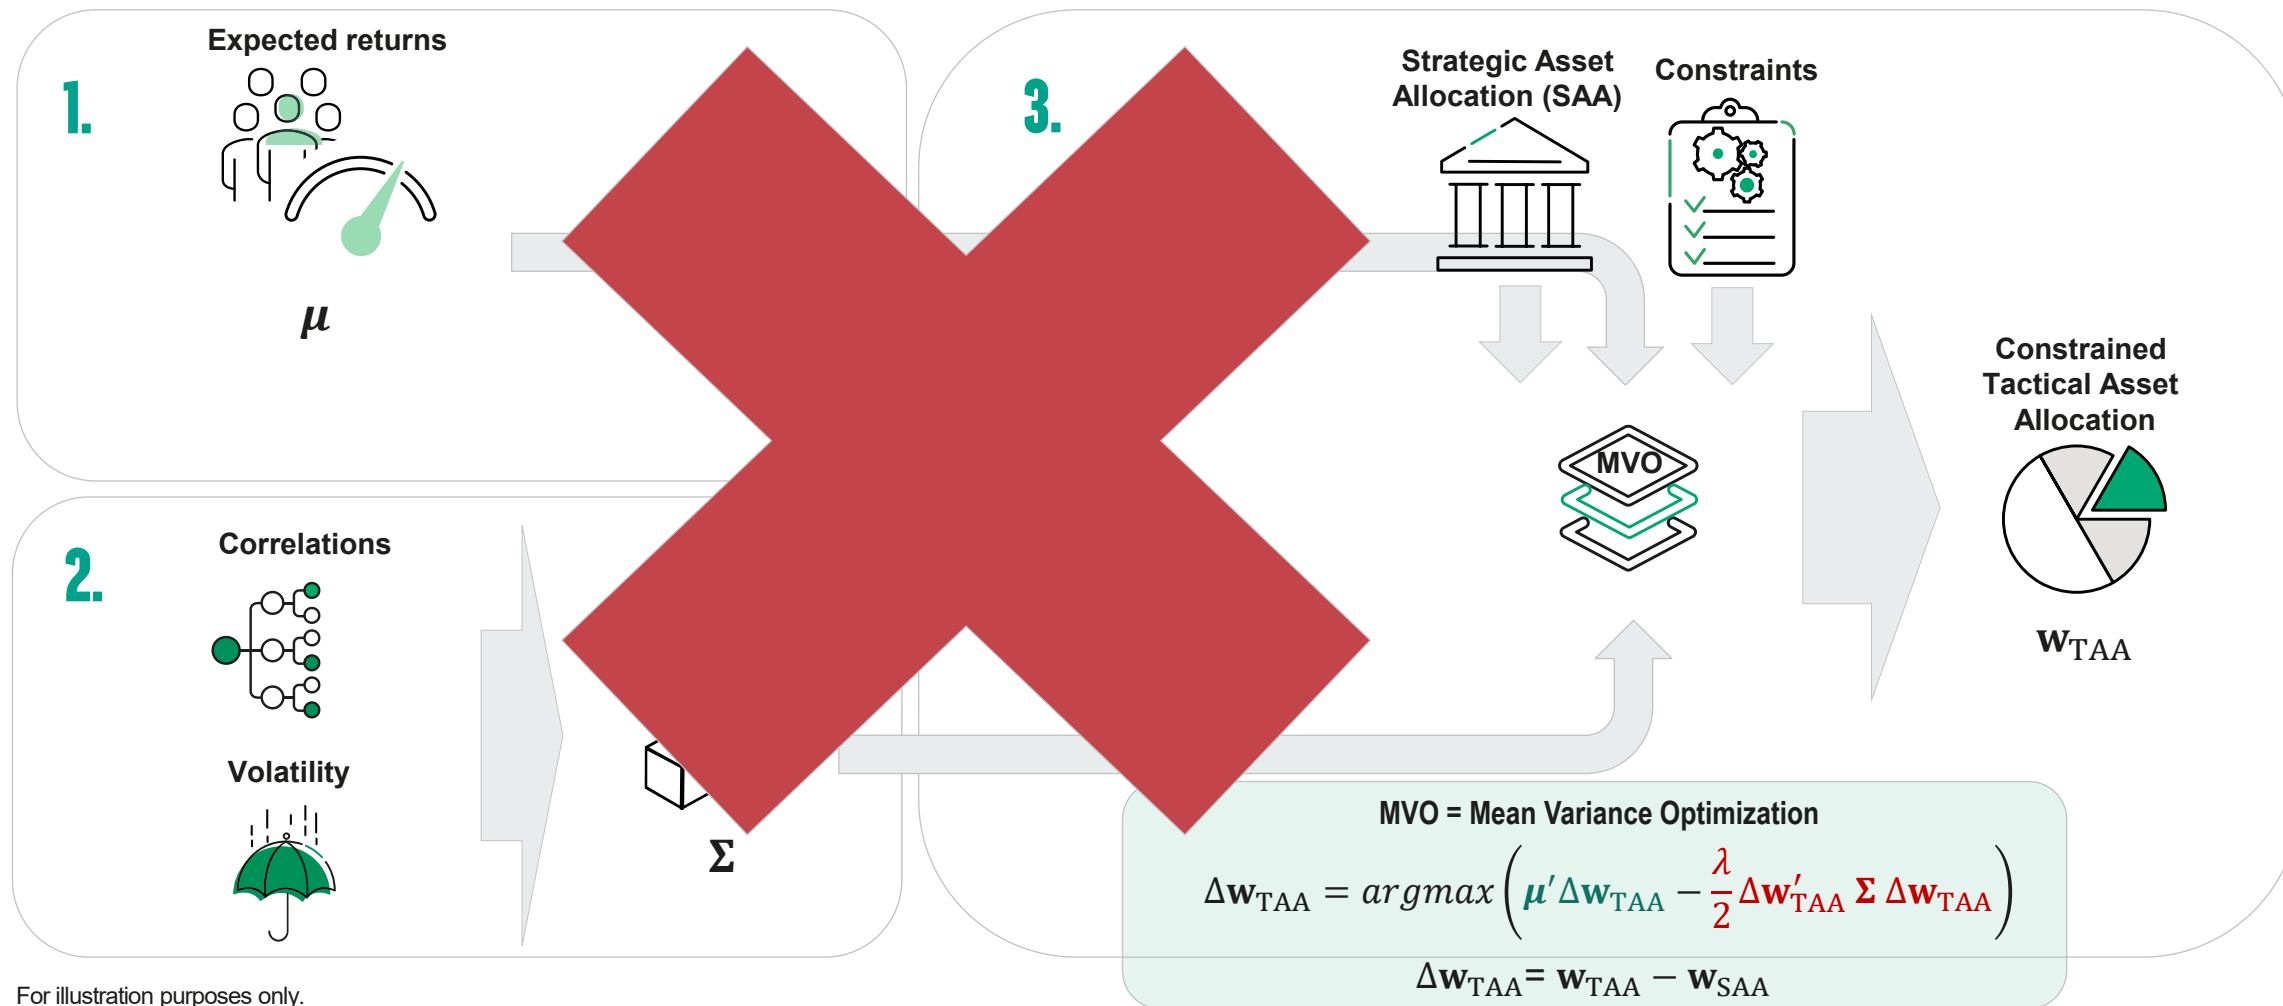 1.
Expected returns
μ
2.
Correlations
Volatility
Σ
3.
Strategic Asset
Allocation (SAA)
Constraints
MVO
Constrained
Tactical Asset
Allocation
w_TAA
MVO = Mean Variance Optimization
Δw_TAA = argmax(μ′Δw_TAA − λ/2 Δw′_TAA Σ Δw_TAA)
Δw_TAA = w_TAA − w_SAA
For illustration purposes only.